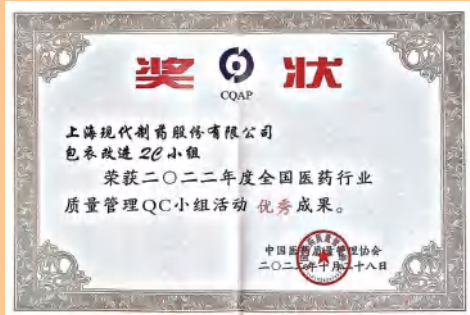 奖 状
CQAP
上海现代制药股份有限公司
包衣改进 QC 小组
荣获二〇二二年度全国医药行业
质量管理QC小组活动 优秀 成果。
中国医药质量管理协会
二〇二二年十月二十八日